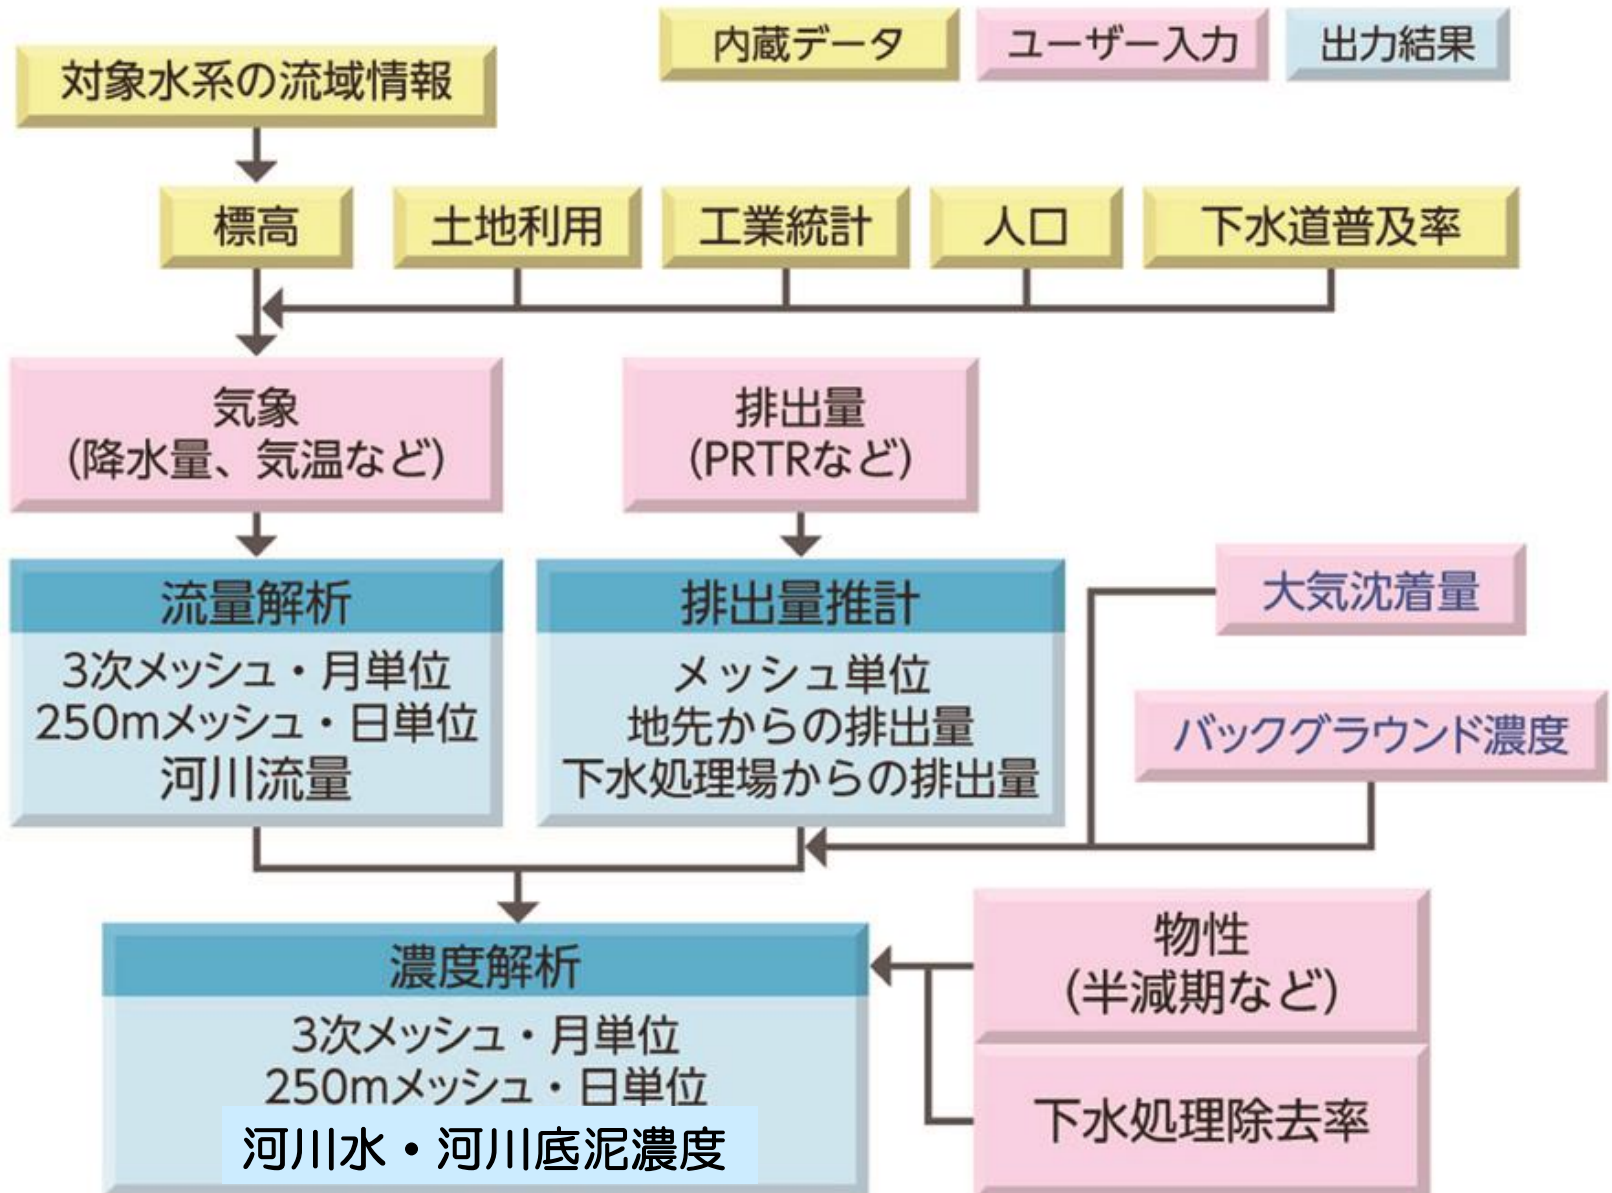 内蔵データ
ユーザー入力
出力結果
対象水系の流域情報
標高
土地利用
工業統計
人口
下水道普及率
気象
(降水量、気温など)
排出量
(PRTRなど)
流量解析
3次メッシュ・月単位
250mメッシュ・日単位
河川流量
排出量推計
メッシュ単位
地先からの排出量
下水処理場からの排出量
大気沈着量
バックグラウンド濃度
濃度解析
3次メッシュ・月単位
250mメッシュ・日単位
河川水・河川底泥濃度
物性
(半減期など)
下水処理除去率